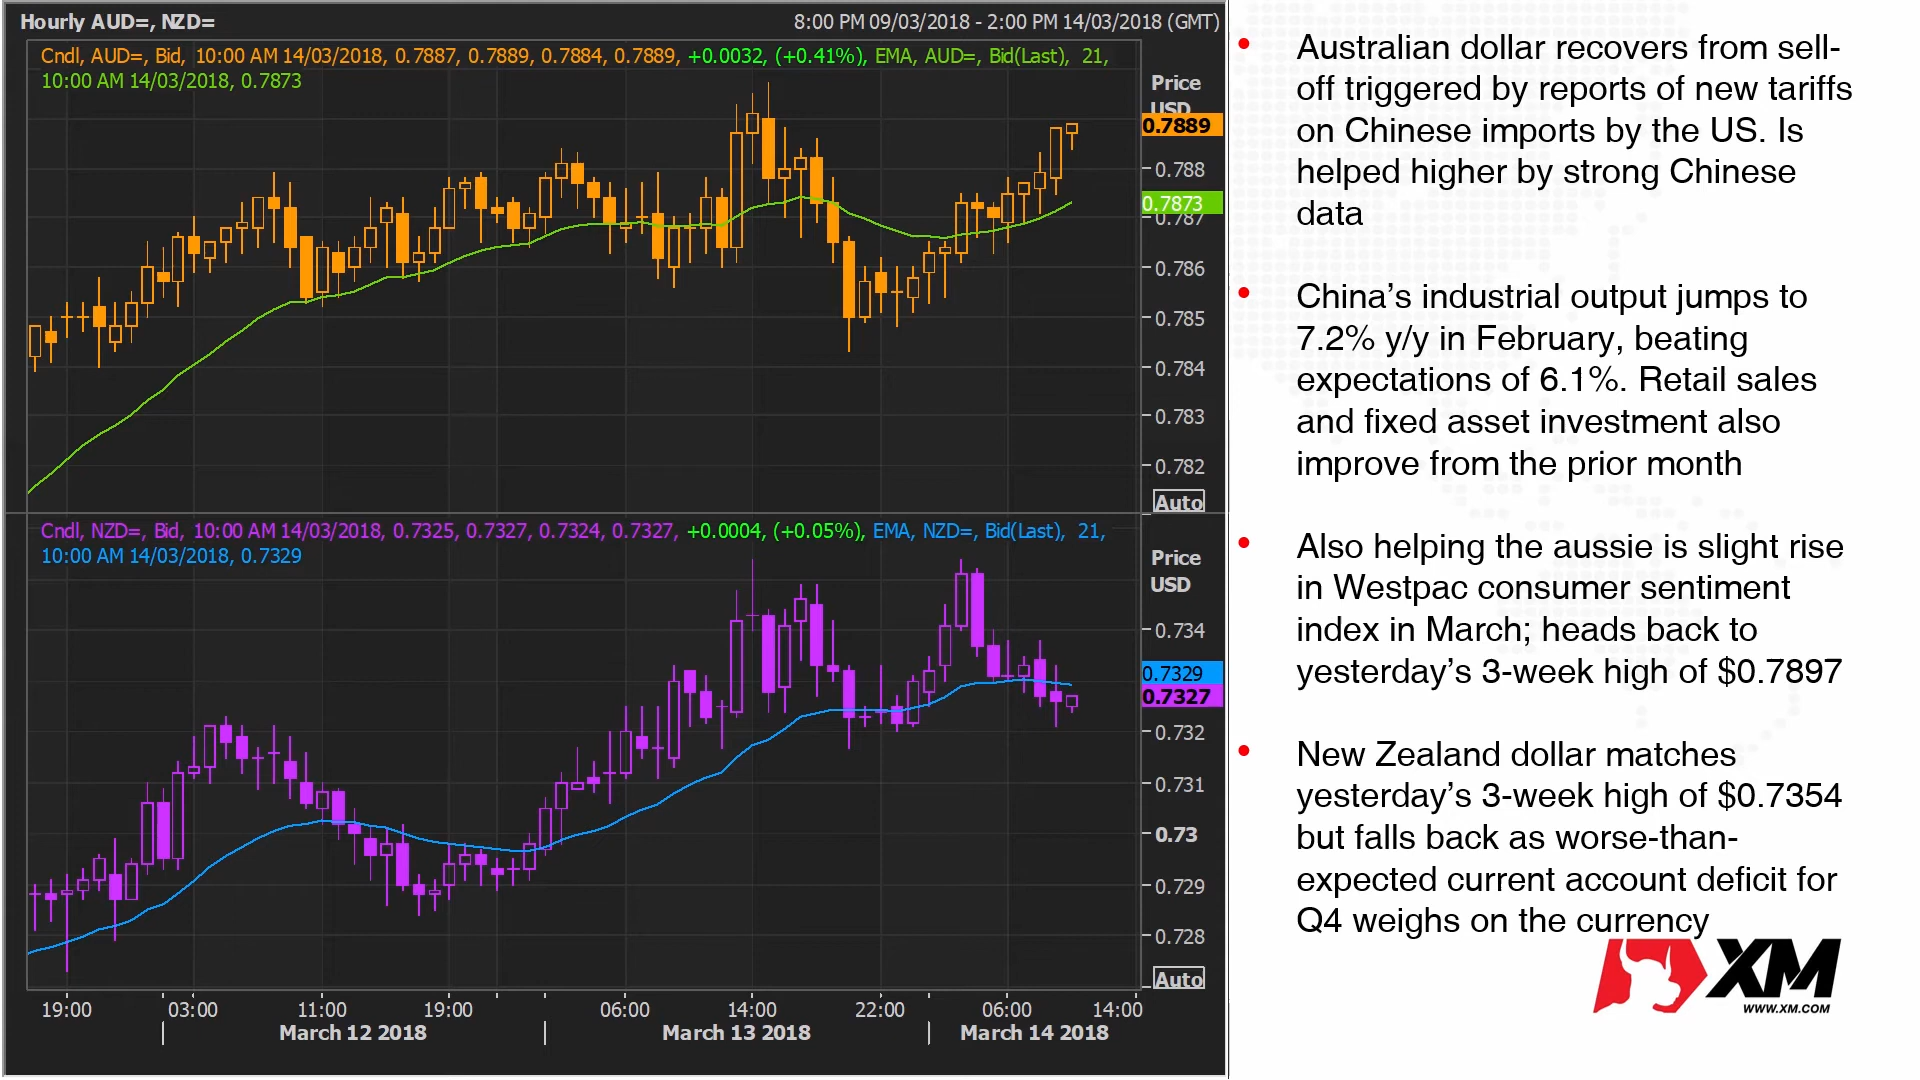 Hourly AUD=, NZD=
8:00 PM 09/03/2018 - 2:00 PM 14/03/2018 (GMT)
Cndl, AUD=, Bid, 10:00 AM 14/03/2018, 0.7887, 0.7889, 0.7884, 0.7889, +0.0032, (+0.41%), EMA, AUD=, Bid(Last), 21,
10:00 AM 14/03/2018, 0.7873
Price
USD
0.7889
0.788
0.7873
0.787
0.786
0.785
0.784
0.783
0.782
Auto
Cndl, NZD=, Bid, 10:00 AM 14/03/2018, 0.7325, 0.7327, 0.7324, 0.7327, +0.0004, (+0.05%), EMA, NZD=, Bid(Last), 21,
10:00 AM 14/03/2018, 0.7329
Price
USD
0.734
0.7329
0.7327
0.732
0.731
0.73
0.729
0.728
Auto
19:00 03:00 11:00 19:00 06:00 14:00 22:00 06:00 14:00
March 12 2018 March 13 2018 March 14 2018
• Australian dollar recovers from sell-
off triggered by reports of new tariffs
on Chinese imports by the US. Is
helped higher by strong Chinese
data
• China’s industrial output jumps to
7.2% y/y in February, beating
expectations of 6.1%. Retail sales
and fixed asset investment also
improve from the prior month
• Also helping the aussie is slight rise
in Westpac consumer sentiment
index in March; heads back to
yesterday’s 3-week high of $0.7897
• New Zealand dollar matches
yesterday’s 3-week high of $0.7354
but falls back as worse-than-
expected current account deficit for
Q4 weighs on the currency
XM
WWW.XM.COM